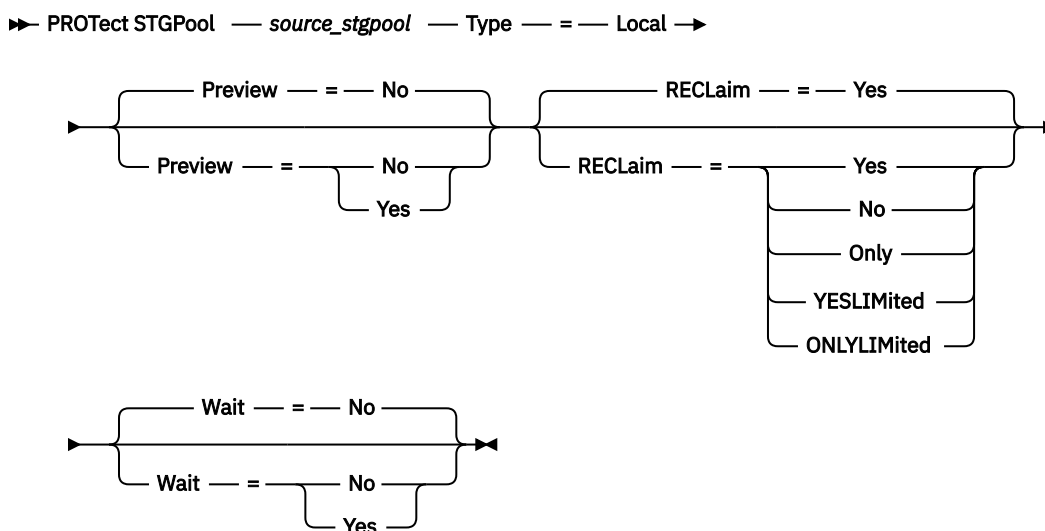 PROTect STGPool — source_stgpool — Type — = — Local
Preview — = — No
RECLaim — = — Yes
Preview — = — No
RECLaim — = — Yes
Yes
No
Only
YESLIMited
ONLYLIMited
Wait — = — No
Wait — = — No
Yes